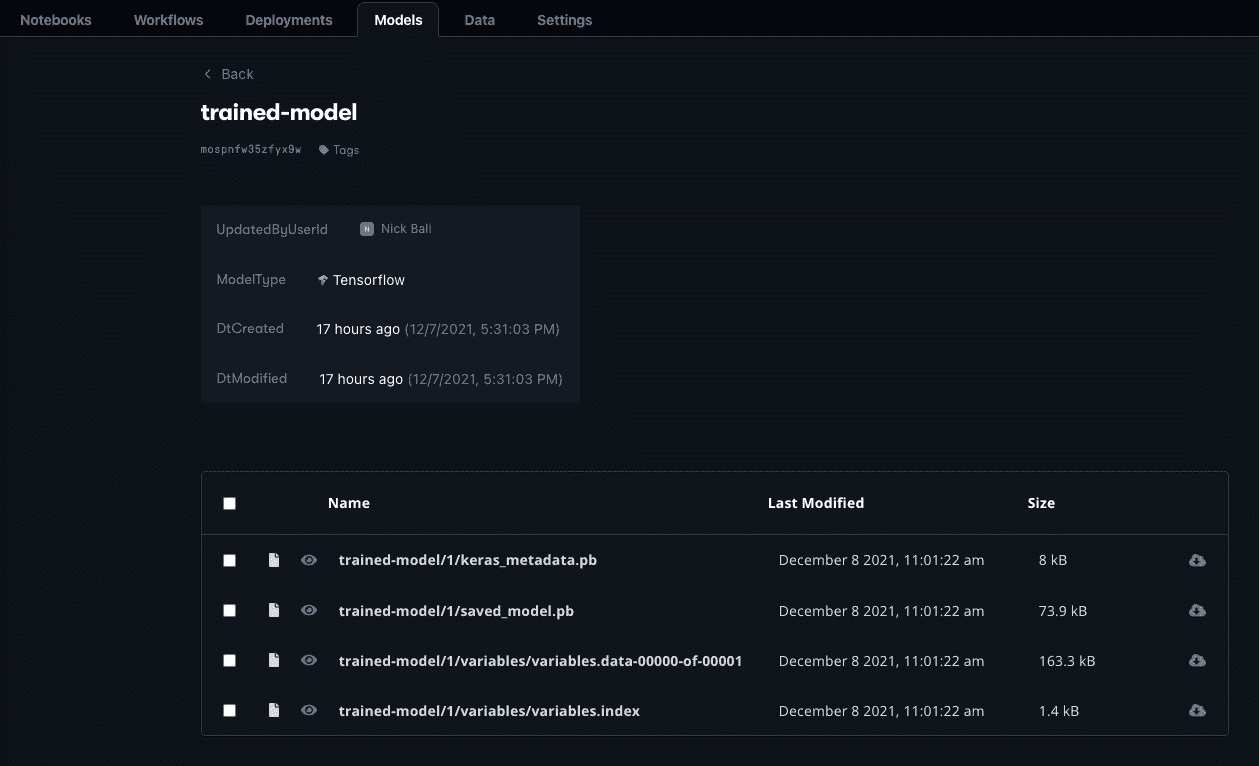 Notebooks Workflows Deployments Models Data Settings
Back
trained-model
mospnfw35zfyx9w Tags
UpdatedByUserId N Nick Ball
ModelType Tensorflow
DtCreated 17 hours ago (12/7/2021, 5:31:03 PM)
DtModified 17 hours ago (12/7/2021, 5:31:03 PM)
Name Last Modified Size
trained-model/1/keras_metadata.pb December 8 2021, 11:01:22 am 8 kB
trained-model/1/saved_model.pb December 8 2021, 11:01:22 am 73.9 kB
trained-model/1/variables/variables.data-00000-of-00001 December 8 2021, 11:01:22 am 163.3 kB
trained-model/1/variables/variables.index December 8 2021, 11:01:22 am 1.4 kB